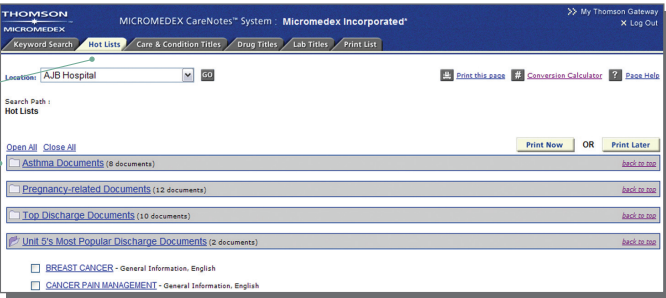 THOMSON
MICROMEDEX
MICROMEDEX CareNotes™ System : Micromedex Incorporated*
>> My Thomson Gateway
× Log Out
Keyword Search Hot Lists Care & Condition Titles Drug Titles Lab Titles Print List
Location: AJB Hospital GO Print this page # Conversion Calculator ? Page Help
Search Path :
Hot Lists
Open All Close All Print Now OR Print Later
Asthma Documents (8 documents) back to top
Pregnancy-related Documents (12 documents) back to top
Top Discharge Documents (10 documents) back to top
Unit 5's Most Popular Discharge Documents (2 documents) back to top
BREAST CANCER - General Information, English
CANCER PAIN MANAGEMENT - General Information, English